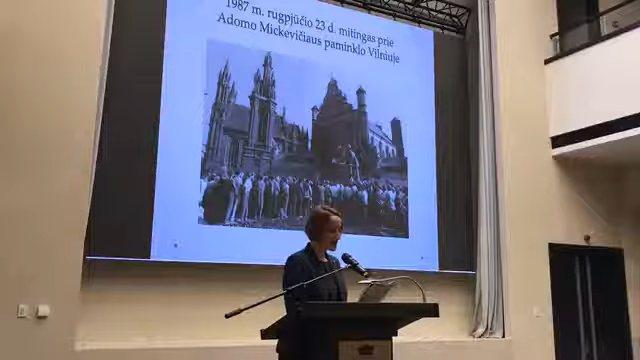 1987 m. rugpjūčio 23 d. mitingas prie
Adomo Mickevičiaus paminklo Vilniuje